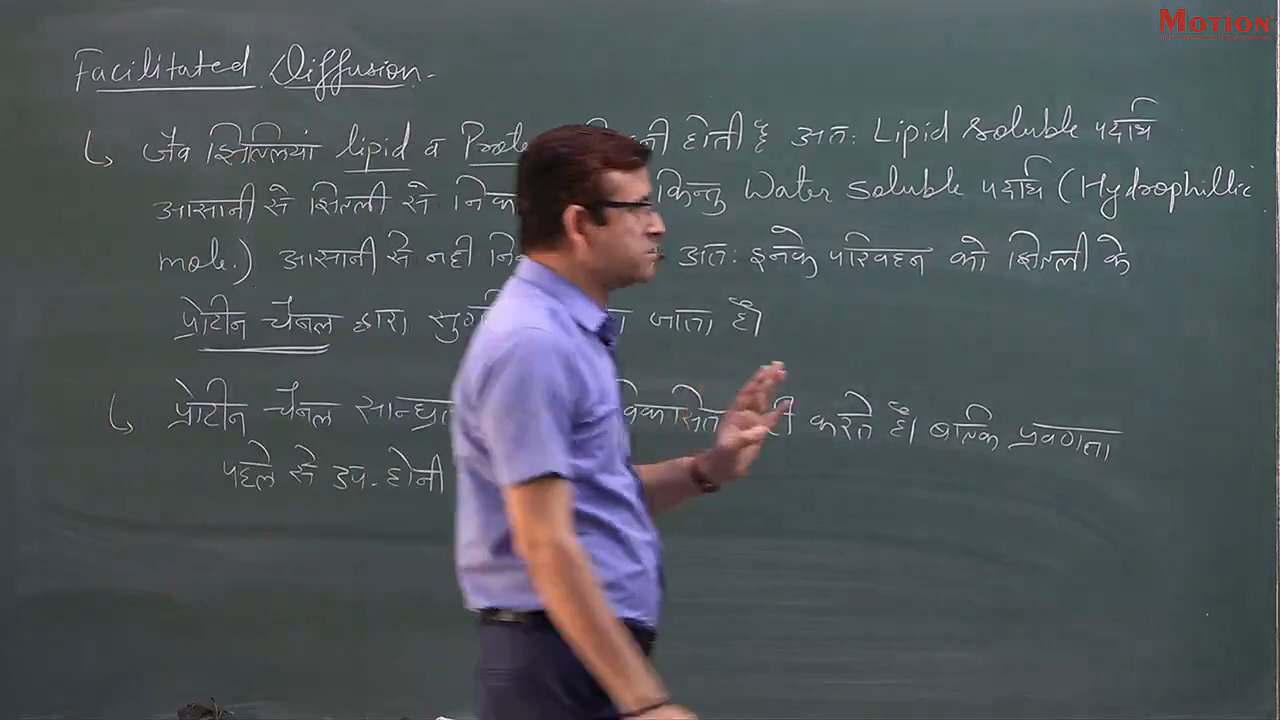 MOTION
Facilitated Diffusion -
↳ जैव झिल्लियां lipid व Prote होती है अतः Lipid Soluble पदार्थ
आसानी से झिल्ली से किन्तु Water Soluble पदार्थ (Hydrophillic
mole.) आसानी से नही अतः इनके परिवहन को झिल्ली के
प्रोटीन चैनल द्वारा जाता है।
↳ प्रोटीन चैनल करते है। बल्कि प्रवणता
पहले से उप. होनी